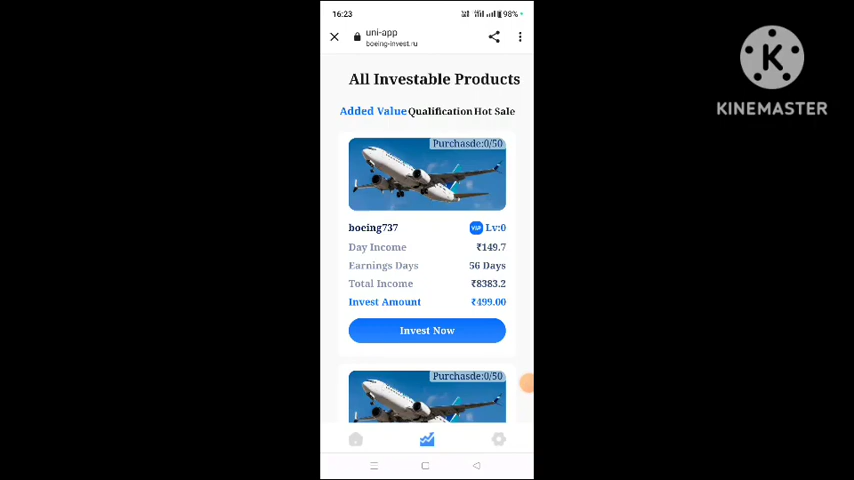 16:23
98%
uni-app
boeing-invest.ru
KINEMASTER
All Investable Products
Added Value Qualification Hot Sale
Purchasde:0/50
boeing737 VIP Lv:0
Day Income ₹149.7
Earnings Days 56 Days
Total Income ₹8383.2
Invest Amount ₹499.00
Invest Now
Purchasde:0/50